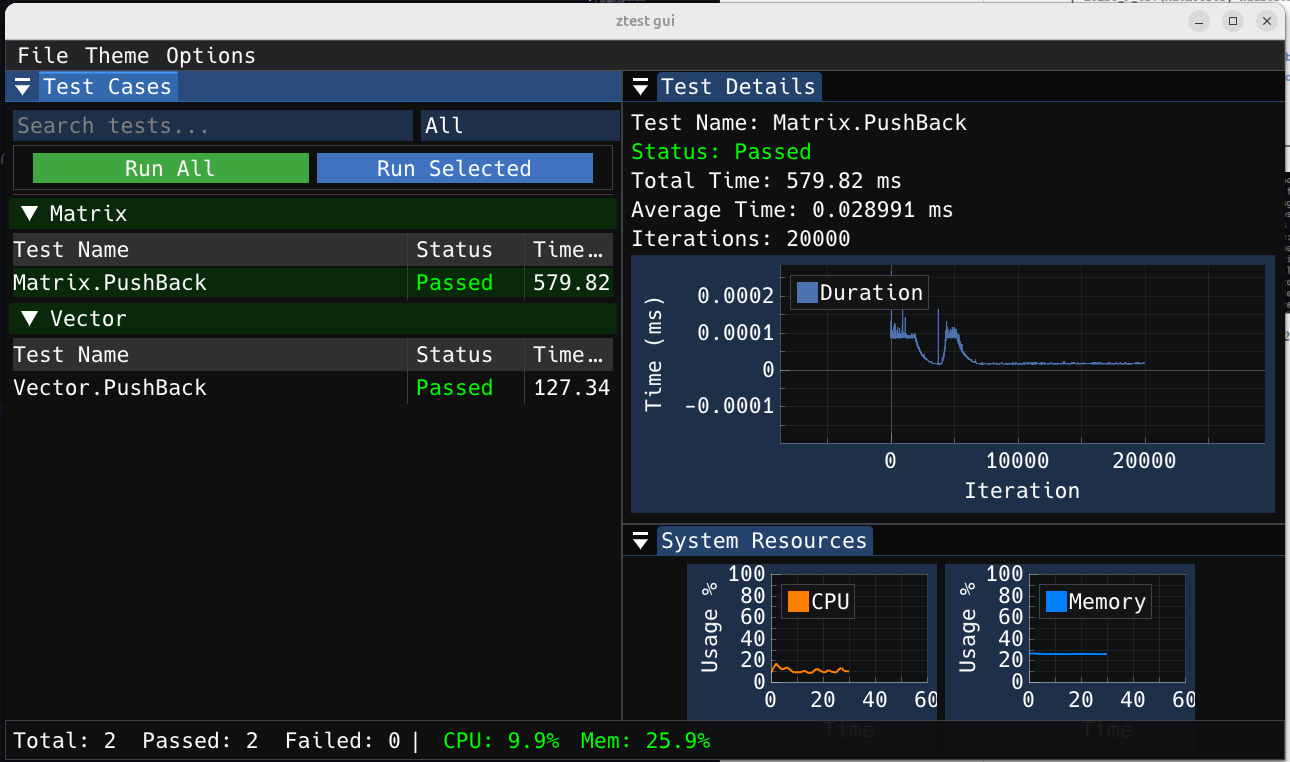 ztest gui
File Theme Options
Test Cases
Search tests...
All
Run All
Run Selected
Matrix
Test Name Status Time…
Matrix.PushBack Passed 579.82
Vector
Test Name Status Time…
Vector.PushBack Passed 127.34
Test Details
Test Name: Matrix.PushBack
Status: Passed
Total Time: 579.82 ms
Average Time: 0.028991 ms
Iterations: 20000
Duration
Time (ms)
0.0002
0.0001
0
-0.0001
0 10000 20000
Iteration
System Resources
CPU
Usage %
100
80
60
40
20
0
0 20 40 60
Time
Memory
Usage %
100
80
60
40
20
0
0 20 40 60
Time
Total: 2 Passed: 2 Failed: 0 | CPU: 9.9% Mem: 25.9%